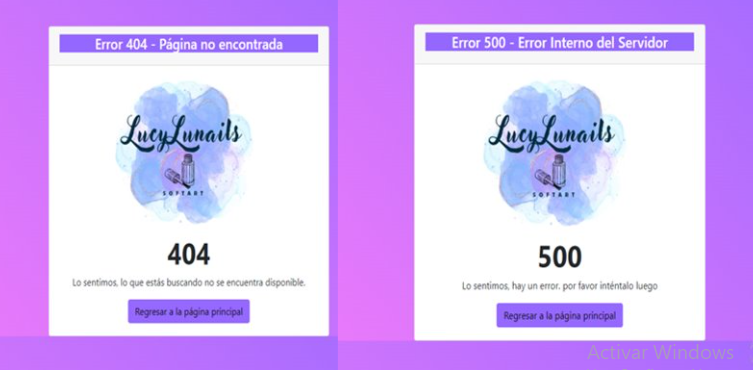 Error 404 - Página no encontrada
LucyLunails
SOFTART
404
Lo sentimos, lo que estás buscando no se encuentra disponible.
Regresar a la página principal
Error 500 - Error Interno del Servidor
LucyLunails
SOFTART
500
Lo sentimos, hay un error. por favor inténtalo luego
Regresar a la página principal
Activar Windows